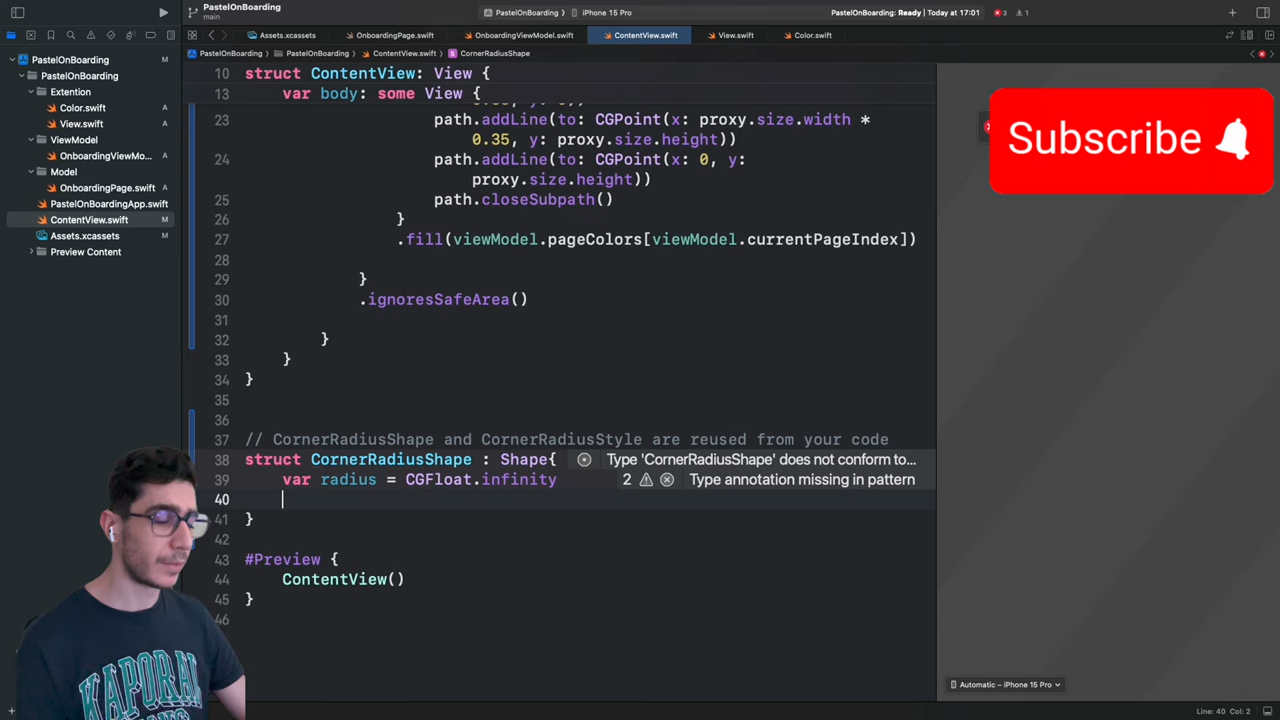 PastelOnBoarding
main
PastelOnBoarding > iPhone 15 Pro
PastelOnBoarding: Ready | Today at 17:01
3
1
Assets.xcassets
OnboardingPage.swift
OnboardingViewModel.swift
ContentView.swift
View.swift
Color.swift
PastelOnBoarding > PastelOnBoarding > ContentView.swift > S CornerRadiusShape
PastelOnBoarding M
PastelOnBoarding
Extention
Color.swift A
View.swift A
ViewModel
OnboardingViewMo... A
Model
OnboardingPage.swift A
PastelOnBoardingApp.swift M
ContentView.swift M
Assets.xcassets M
Preview Content
10 struct ContentView: View {
13 var body: some View {
23 path.addLine(to: CGPoint(x: proxy.size.width *
0.35, y: proxy.size.height))
24 path.addLine(to: CGPoint(x: 0, y:
proxy.size.height))
25 path.closeSubpath()
26 }
27 .fill(viewModel.pageColors[viewModel.currentPageIndex])
28
29 }
30 .ignoresSafeArea()
31
32 }
33 }
34 }
35
36
37 // CornerRadiusShape and CornerRadiusStyle are reused from your code
38 struct CornerRadiusShape : Shape{ Type 'CornerRadiusShape' does not conform to...
39 var radius = CGFloat.infinity 2 Type annotation missing in pattern
40
41 }
42
43 #Preview {
44 ContentView()
45 }
46
Subscribe
Automatic – iPhone 15 Pro
Line: 40 Col: 2
KAPORAL